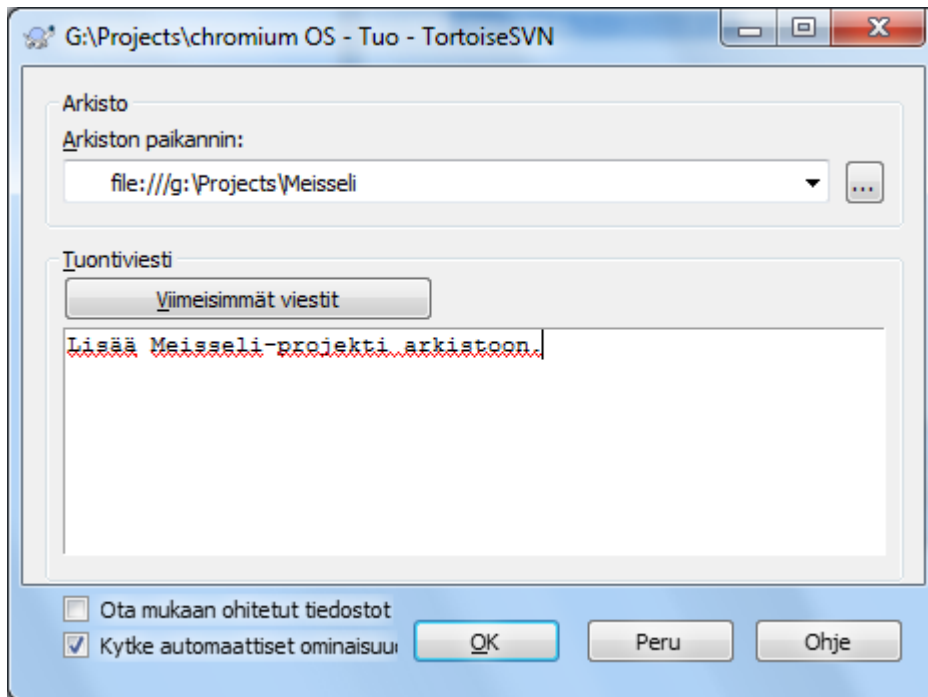 G:\Projects\chromium OS - Tuo - TortoiseSVN
Arkisto
Arkiston paikannin:
file:///g:\Projects\Meisseli
...
Tuontiviesti
Viimeisimmät viestit
Lisää Meisseli-projekti arkistoon.
Ota mukaan ohitetut tiedostot
Kytke automaattiset
OK
Peru
Ohje